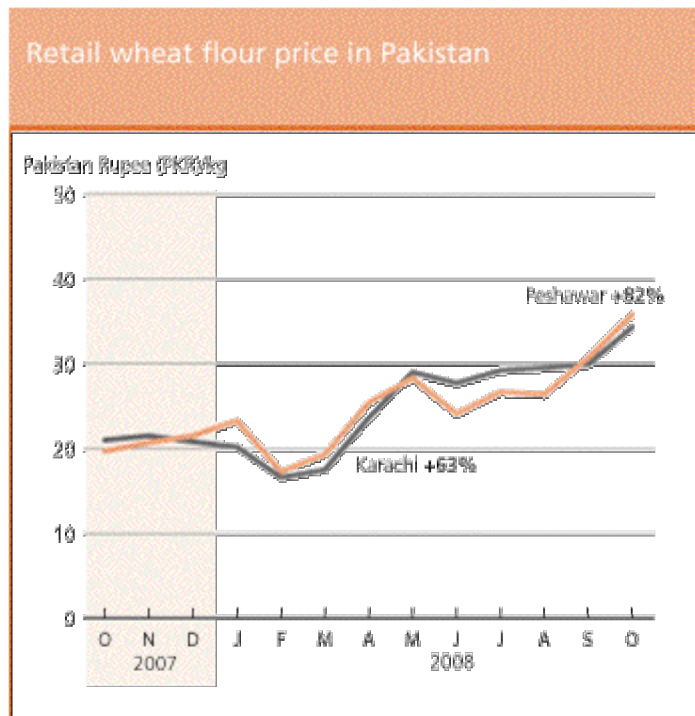 Retail wheat flour price in Pakistan
Pakistan Rupee (PKR)/kg
50
40
Peshawar +82%
30
20
Karachi +63%
10
0
O N D J F M A M J J A S O
2007 2008